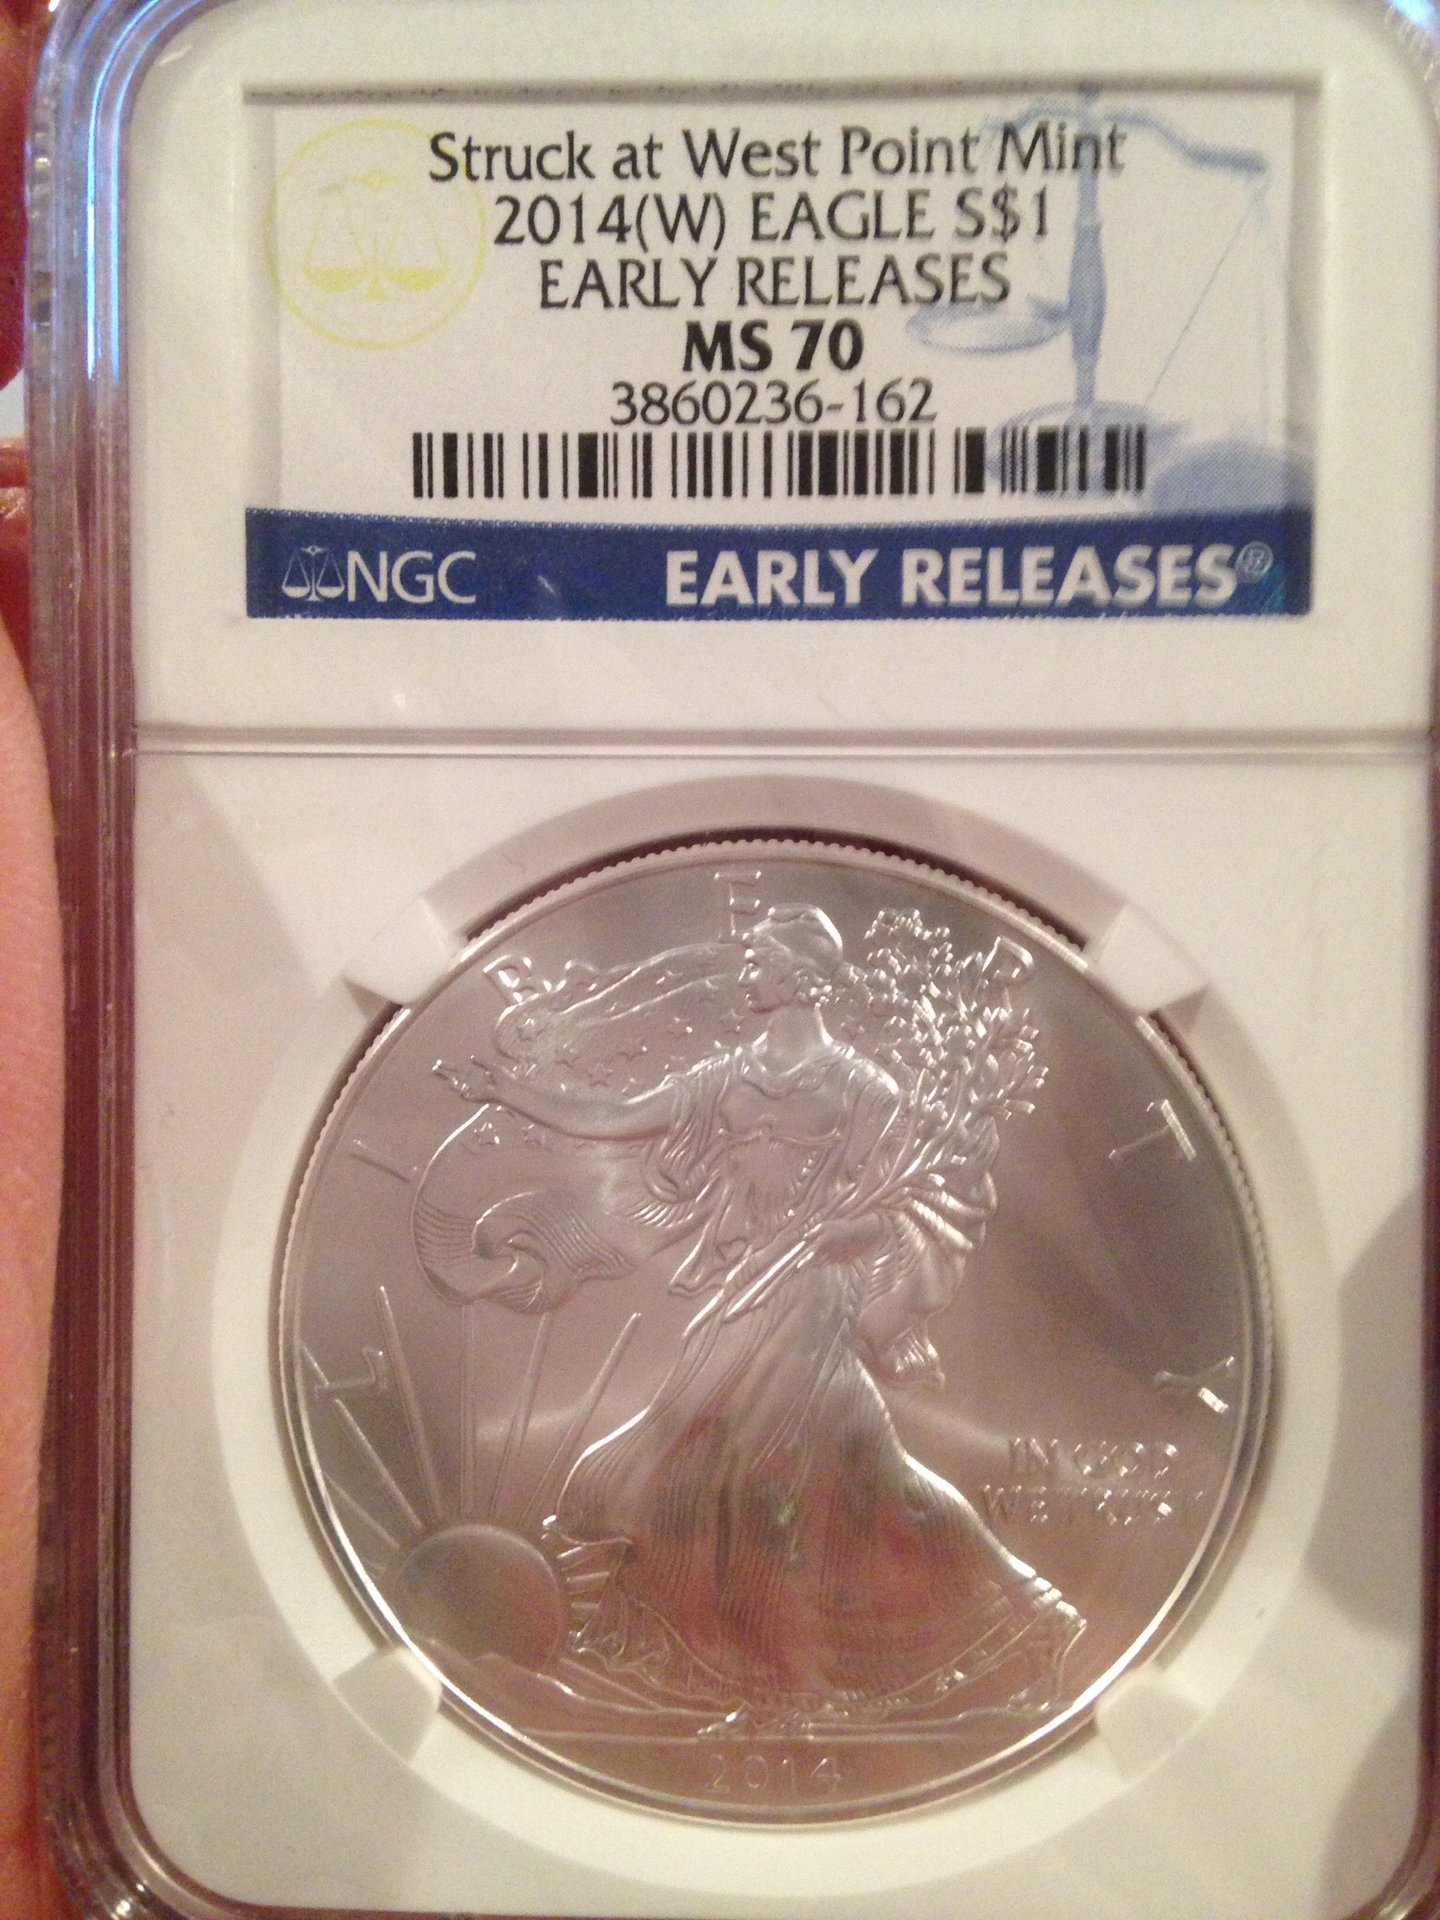 Struck at West Point Mint
2014(W) EAGLE S$1
EARLY RELEASES
MS 70
3860236-162
NGC EARLY RELEASES®
LIBERTY
IN GOD
WE TRUST
2014